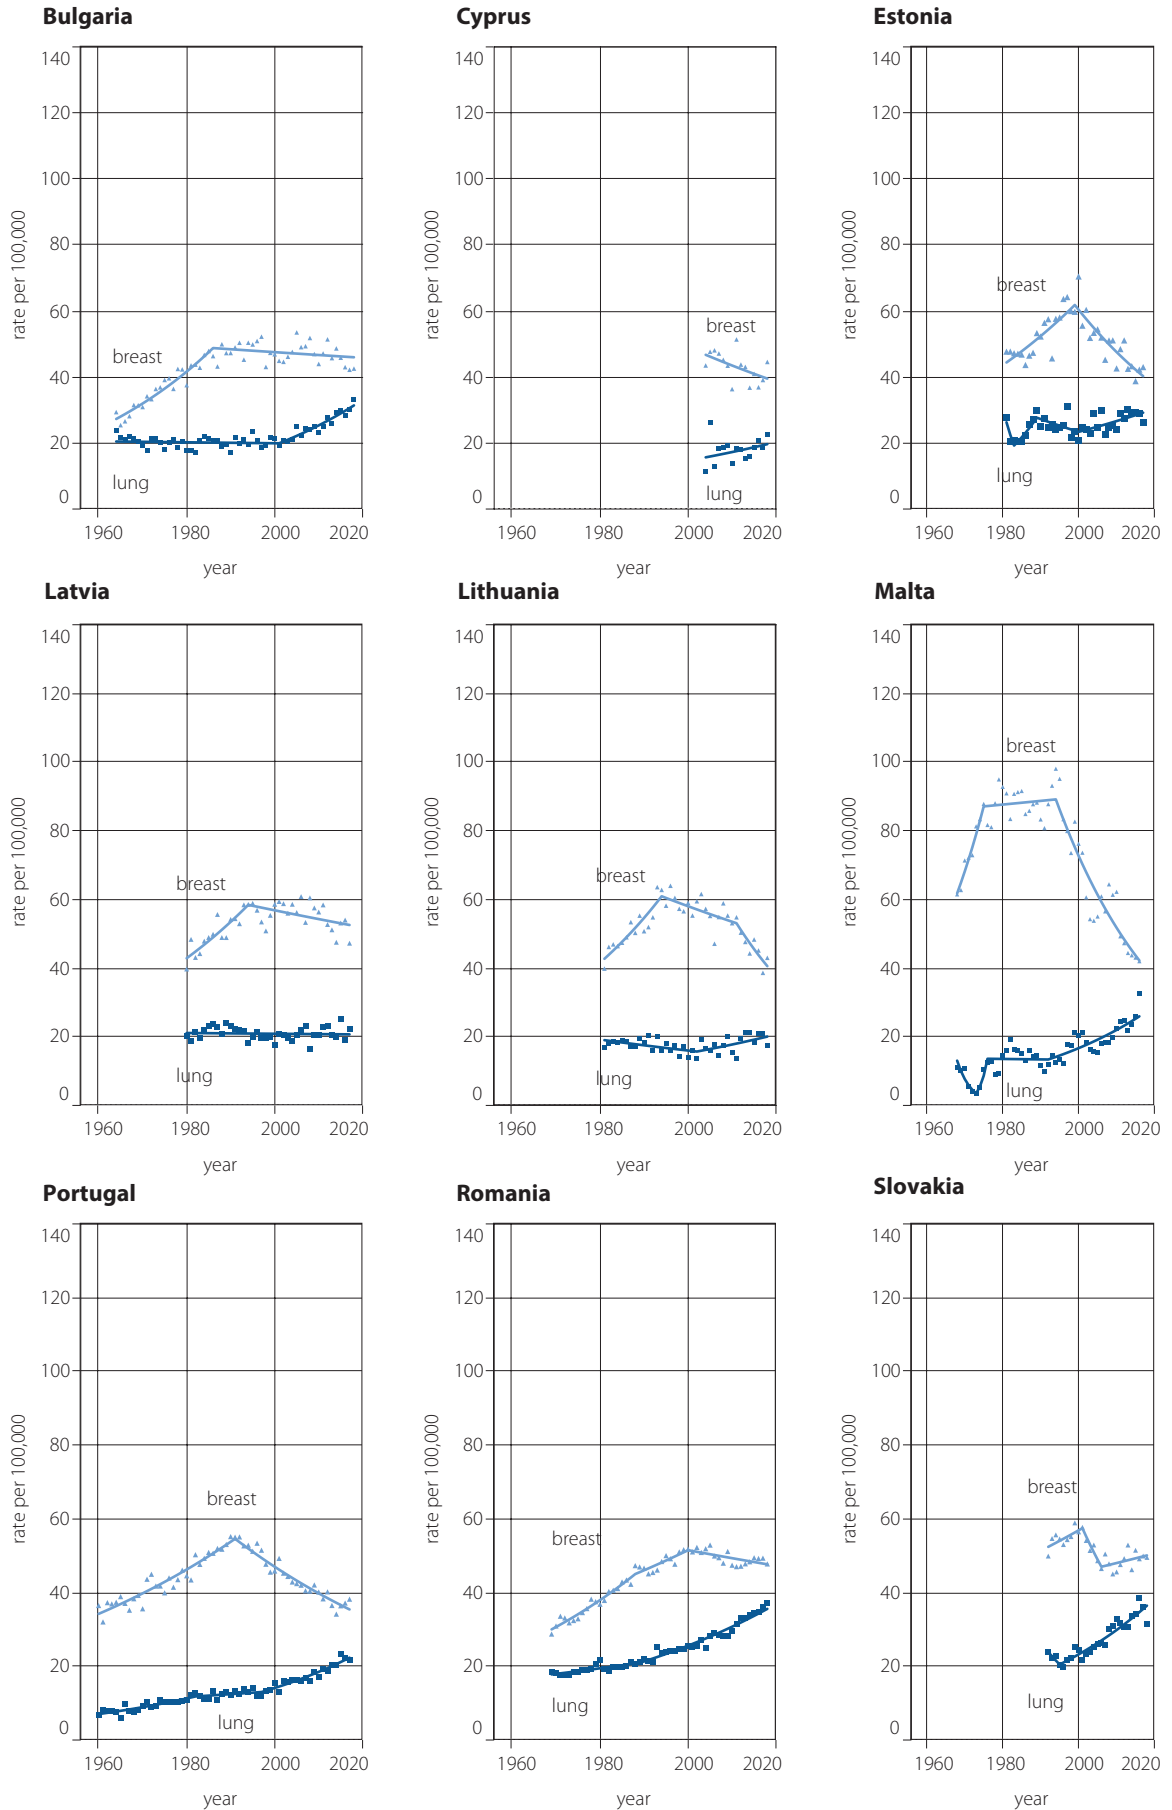 Bulgaria
140
120
100
80
60
40
20
0
rate per 100,000
breast
lung
1960 1980 2000 2020
year
Cyprus
140
120
100
80
60
40
20
0
rate per 100,000
breast
lung
1960 1980 2000 2020
year
Estonia
140
120
100
80
60
40
20
0
rate per 100,000
breast
lung
1960 1980 2000 2020
year
Latvia
140
120
100
80
60
40
20
0
rate per 100,000
breast
lung
1960 1980 2000 2020
year
Lithuania
140
120
100
80
60
40
20
0
rate per 100,000
breast
lung
1960 1980 2000 2020
year
Malta
140
120
100
80
60
40
20
0
rate per 100,000
breast
lung
1960 1980 2000 2020
year
Portugal
140
120
100
80
60
40
20
0
rate per 100,000
breast
lung
1960 1980 2000 2020
year
Romania
140
120
100
80
60
40
20
0
rate per 100,000
breast
lung
1960 1980 2000 2020
year
Slovakia
140
120
100
80
60
40
20
0
rate per 100,000
breast
lung
1960 1980 2000 2020
year